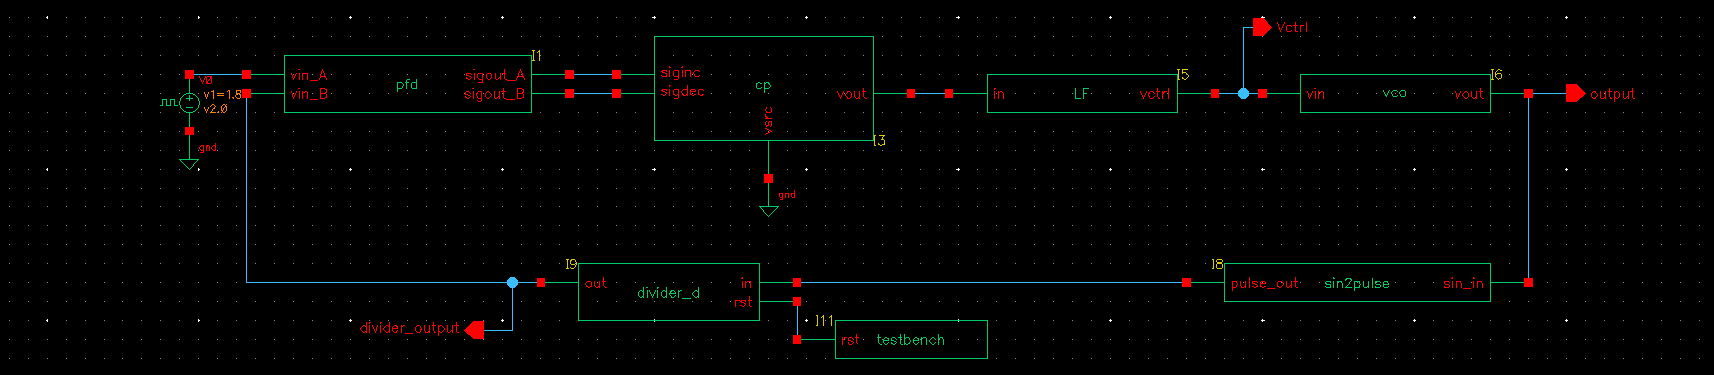 Vctrl
I1
vin_A
sigout_A
vin_B
sigout_B
pfd
V0
v1=1.8
v2.0
gnd
siginc
sigdec
cp
vout
vsrc
I3
gnd
I5
in
LF
vctrl
I6
vin
vco
vout
output
I9
out
in
divider_d
rst
I8
pulse_out
sin2pulse
sin_in
divider_output
I11
rst
testbench